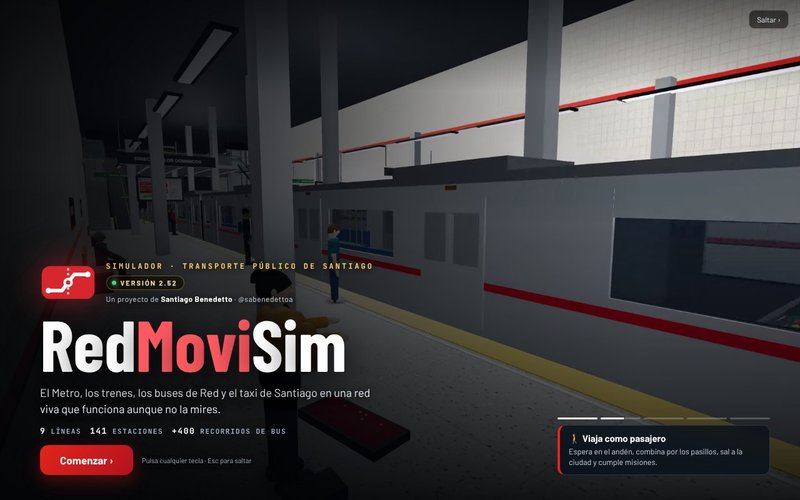 Saltar ›
SIMULADOR · TRANSPORTE PÚBLICO DE SANTIAGO
VERSIÓN 2.52
Un proyecto de Santiago Benedetto · @sabenedettoa
RedMoviSim
El Metro, los trenes, los buses de Red y el taxi de Santiago en una red
viva que funciona aunque no la mires.
9 LÍNEAS 141 ESTACIONES +400 RECORRIDOS DE BUS
Comenzar ›
Pulsa cualquier tecla · Esc para saltar
Viaja como pasajero
Espera en el andén, combina por los pasillos, sal a la
ciudad y cumple misiones.